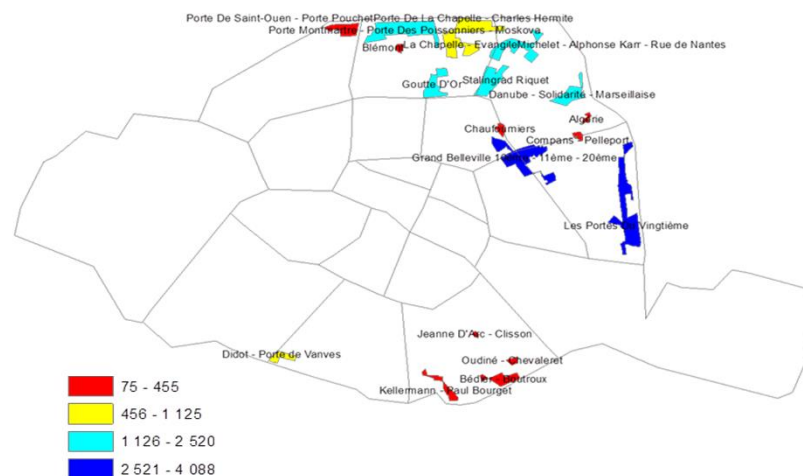 Porte De Saint-Ouen - Porte Pouchet
Porte De La Chapelle - Charles Hermite
Porte Montmartre - Porte Des Poissonniers - Moskova
Blémont
La Chapelle - Evangile
Michelet - Alphonse Karr - Rue de Nantes
Goutte D'Or
Stalingrad Riquet
Danube - Solidarité - Marseillaise
Algérie
Chaufourniers
Compans - Pelleport
Grand Belleville 10ème - 11ème - 20ème
Les Portes Du Vingtième
Jeanne D'Arc - Clisson
Didot - Porte de Vanves
Oudiné - Chevaleret
Bédier - Boutroux
Kellermann - Paul Bourget
75 - 455
456 - 1 125
1 126 - 2 520
2 521 - 4 088